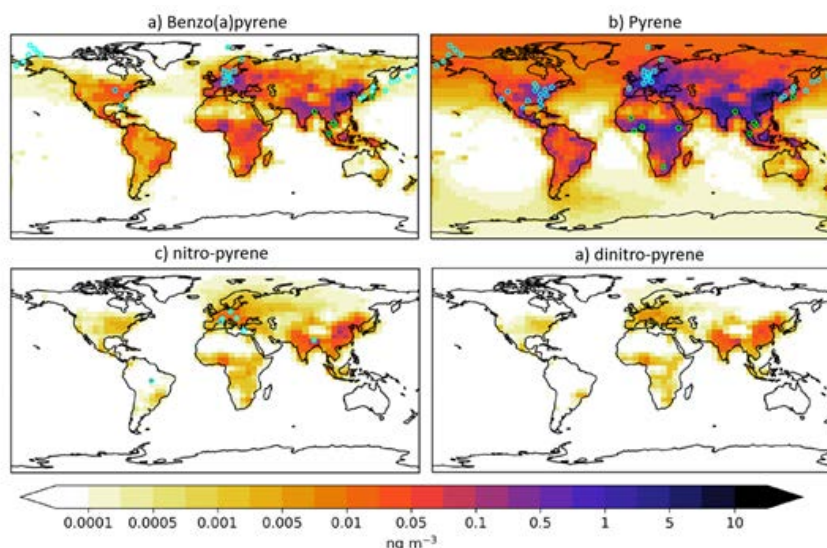 a) Benzo(a)pyrene b) Pyrene
c) nitro-pyrene a) dinitro-pyrene
0.0001 0.0005 0.001 0.005 0.01 0.05 0.1 0.5 1 5 10
ng m⁻³